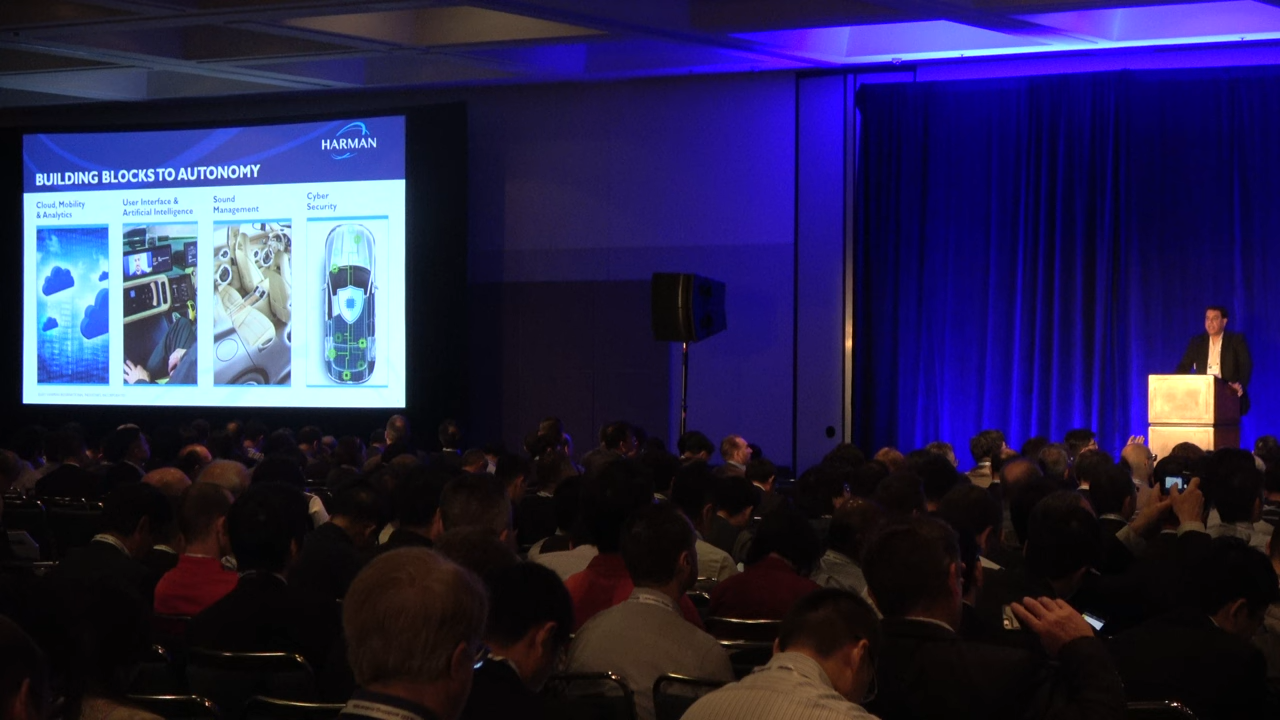 HARMAN
BUILDING BLOCKS TO AUTONOMY
Cloud, Mobility
& Analytics
User Interface &
Artificial Intelligence
Sound
Management
Cyber
Security